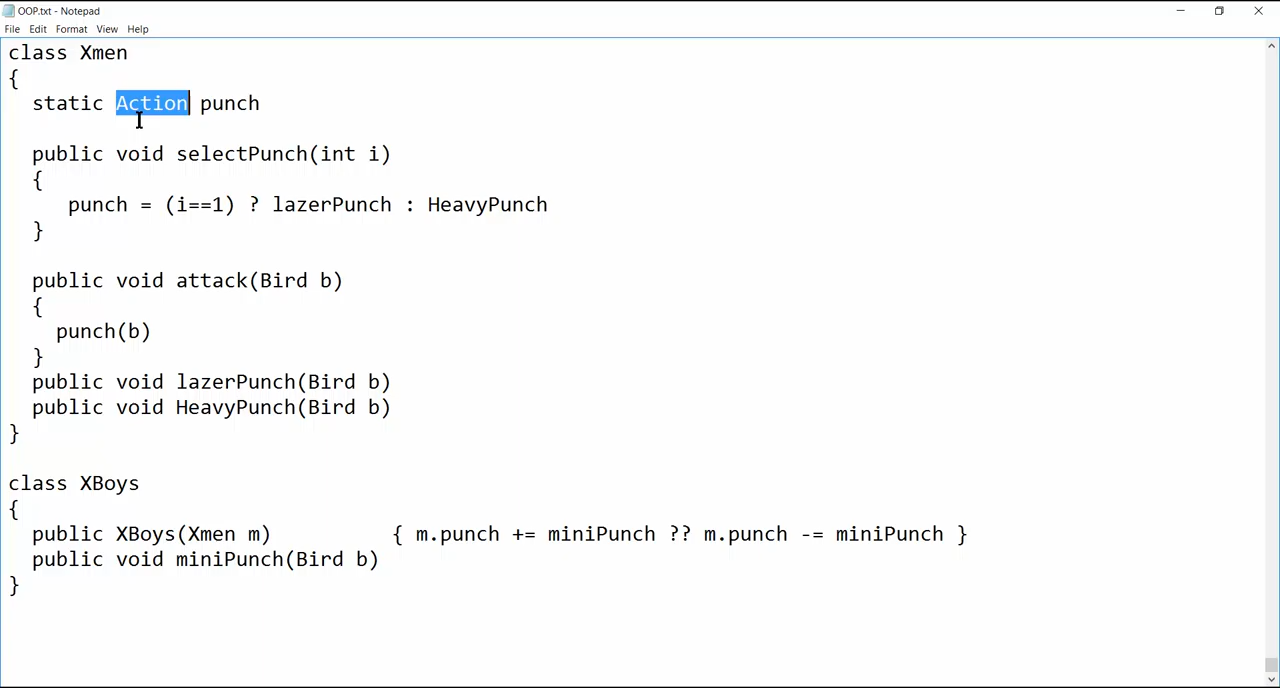 OOP.txt - Notepad
File Edit Format View Help
class Xmen
{
  static Action punch
  public void selectPunch(int i)
  {
     punch = (i==1) ? lazerPunch : HeavyPunch
  }
  public void attack(Bird b)
  {
    punch(b)
  }
  public void lazerPunch(Bird b)
  public void HeavyPunch(Bird b)
}
class XBoys
{
  public XBoys(Xmen m)          { m.punch += miniPunch ?? m.punch -= miniPunch }
  public void miniPunch(Bird b)
}